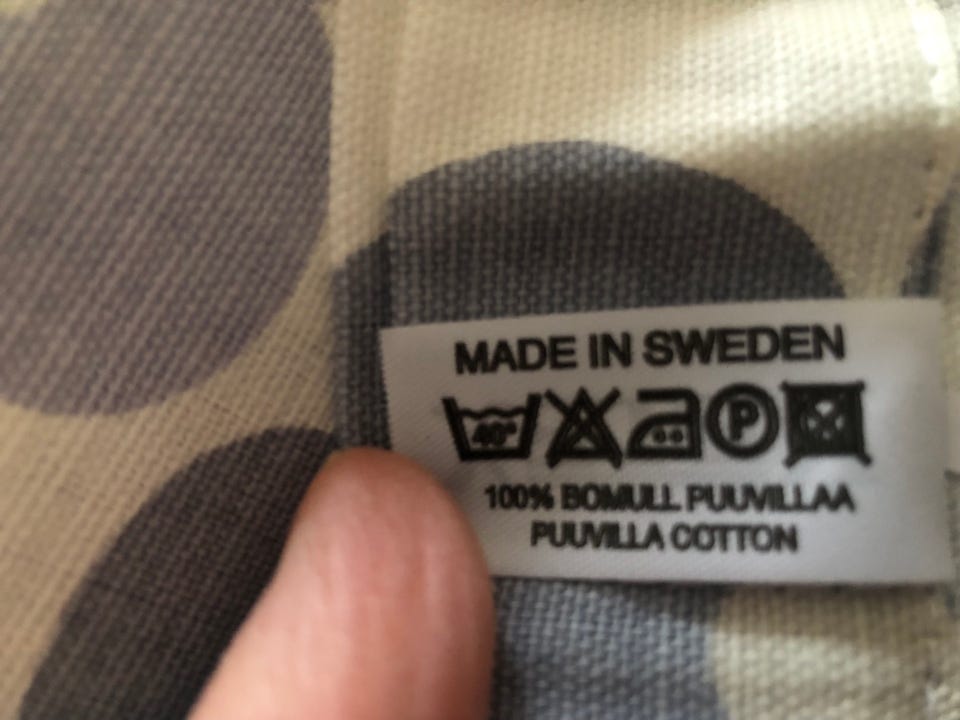 MADE IN SWEDEN
40° P
100% BOMULL PUUVILLAA
PUUVILLA COTTON